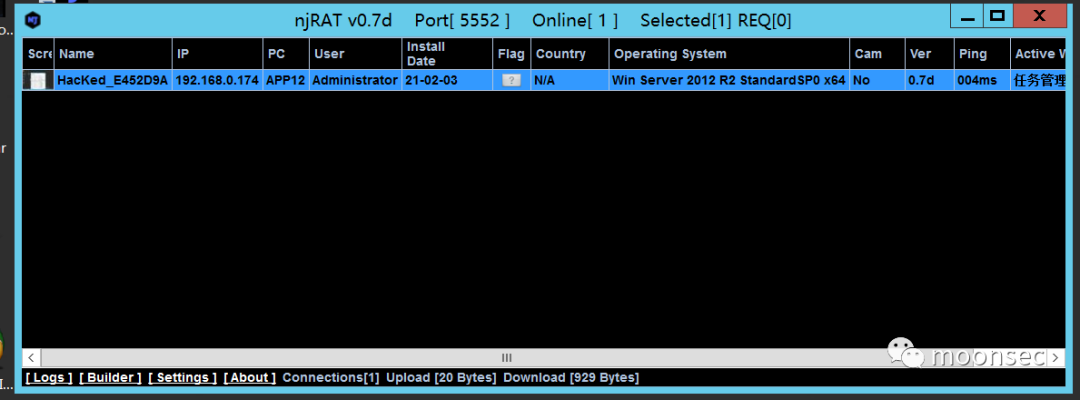 njRAT v0.7d Port[ 5552 ] Online[ 1 ] Selected[1] REQ[0]
Scre Name IP PC User Install Date Flag Country Operating System Cam Ver Ping Active W
HacKed_E452D9A 192.168.0.174 APP12 Administrator 21-02-03 ? N/A Win Server 2012 R2 StandardSP0 x64 No 0.7d 004ms 任务管理
moonsec
[ Logs ] [ Builder ] [ Settings ] [ About ] Connections[1] Upload [20 Bytes] Download [929 Bytes]